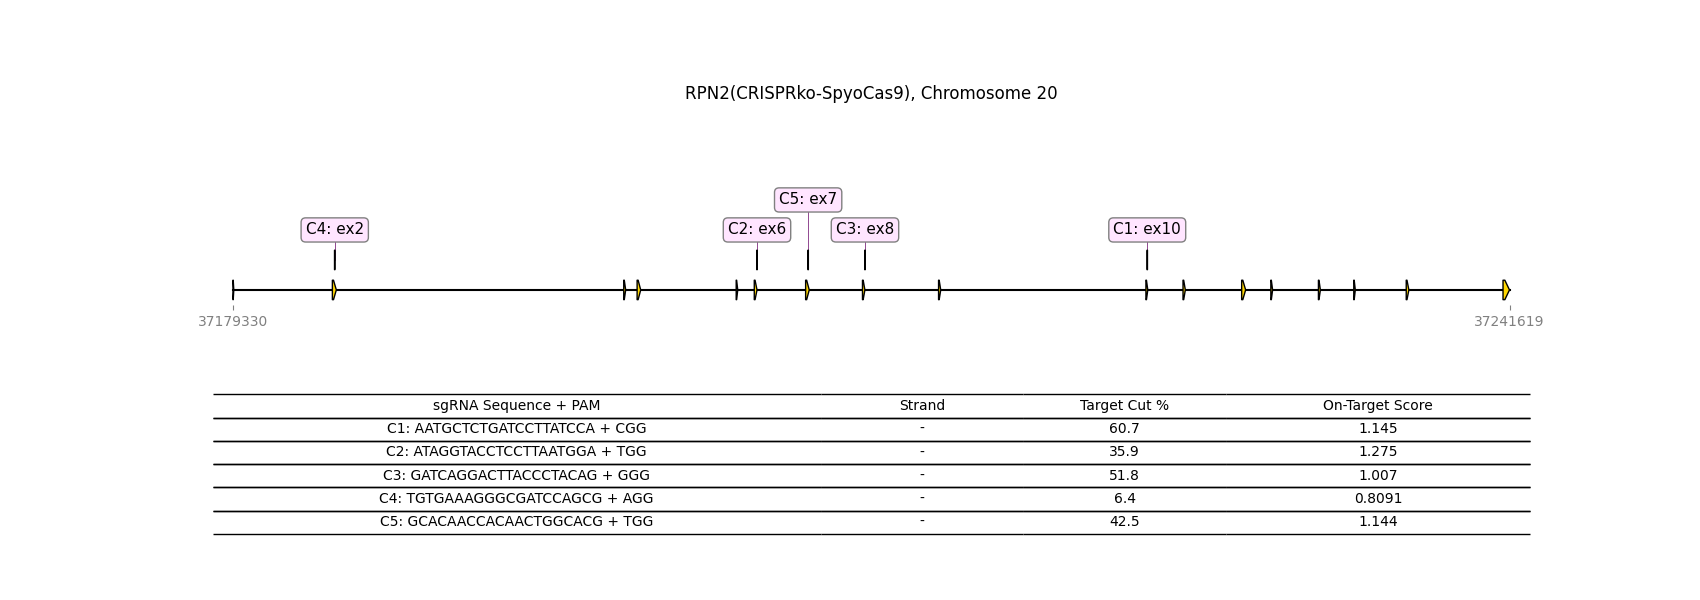 RPN2(CRISPRko-SpyoCas9), Chromosome 20
C5: ex7
C4: ex2 C2: ex6 C3: ex8 C1: ex10
37179330 37241619
sgRNA Sequence + PAM Strand Target Cut % On-Target Score
C1: AATGCTCTGATCCTTATCCA + CGG - 60.7 1.145
C2: ATAGGTACCTCCTTAATGGA + TGG - 35.9 1.275
C3: GATCAGGACTTACCCTACAG + GGG - 51.8 1.007
C4: TGTGAAAGGGCGATCCAGCG + AGG - 6.4 0.8091
C5: GCACAACCACAACTGGCACG + TGG - 42.5 1.144